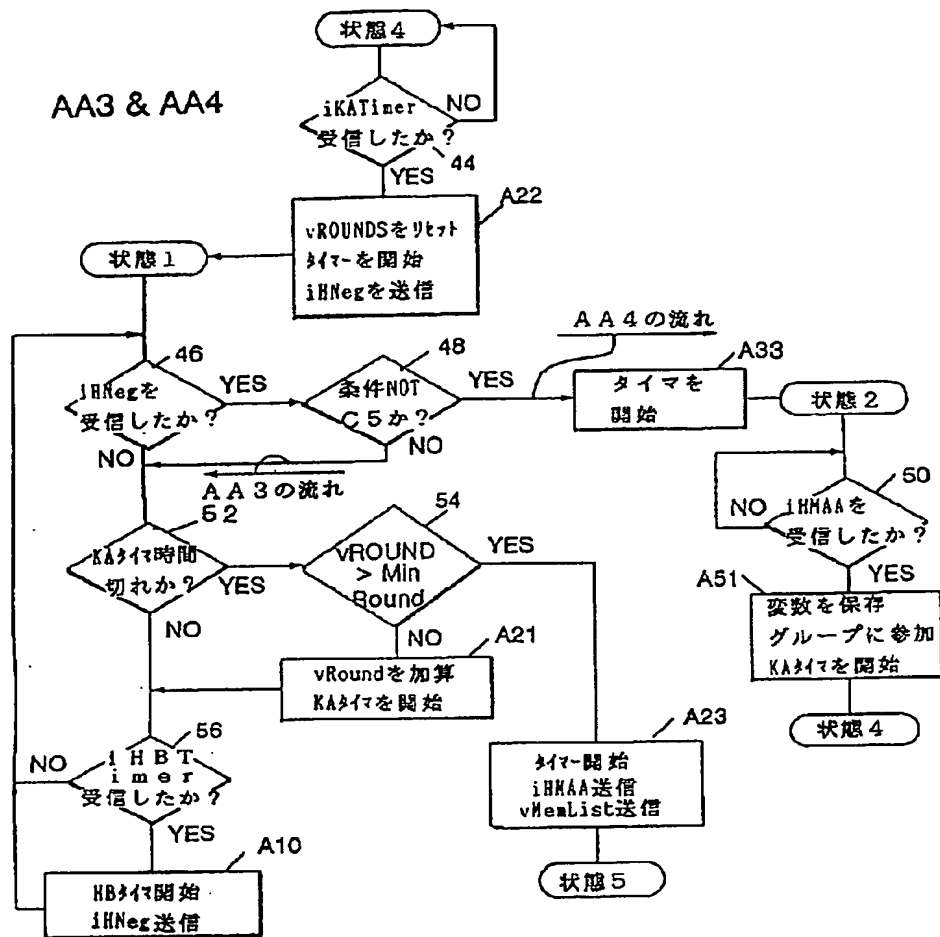 状態4
AA3 & AA4
iKATimer
受信したか?
NO
44
YES
A22
vROUNDSをリセット
タイマーを開始
iHNegを送信
状態1
AA4の流れ
46
iHNegを
受信したか?
YES
48
条件NOT
C5か?
YES
A33
タイマを
開始
状態2
NO
NO
AA3の流れ
50
iHMAAを
受信したか?
NO
YES
52
KAタイマ時間
切れか?
YES
54
vROUND
> Min
Round
YES
A51
変数を保存
グループに参加
KAタイマを開始
NO
NO
A21
vRoundを加算
KAタイマを開始
状態4
56
iHBT
imer
受信したか?
NO
YES
A23
タイマー開始
iHMAA送信
vMemList送信
A10
HBタイマ開始
iHNeg送信
状態5